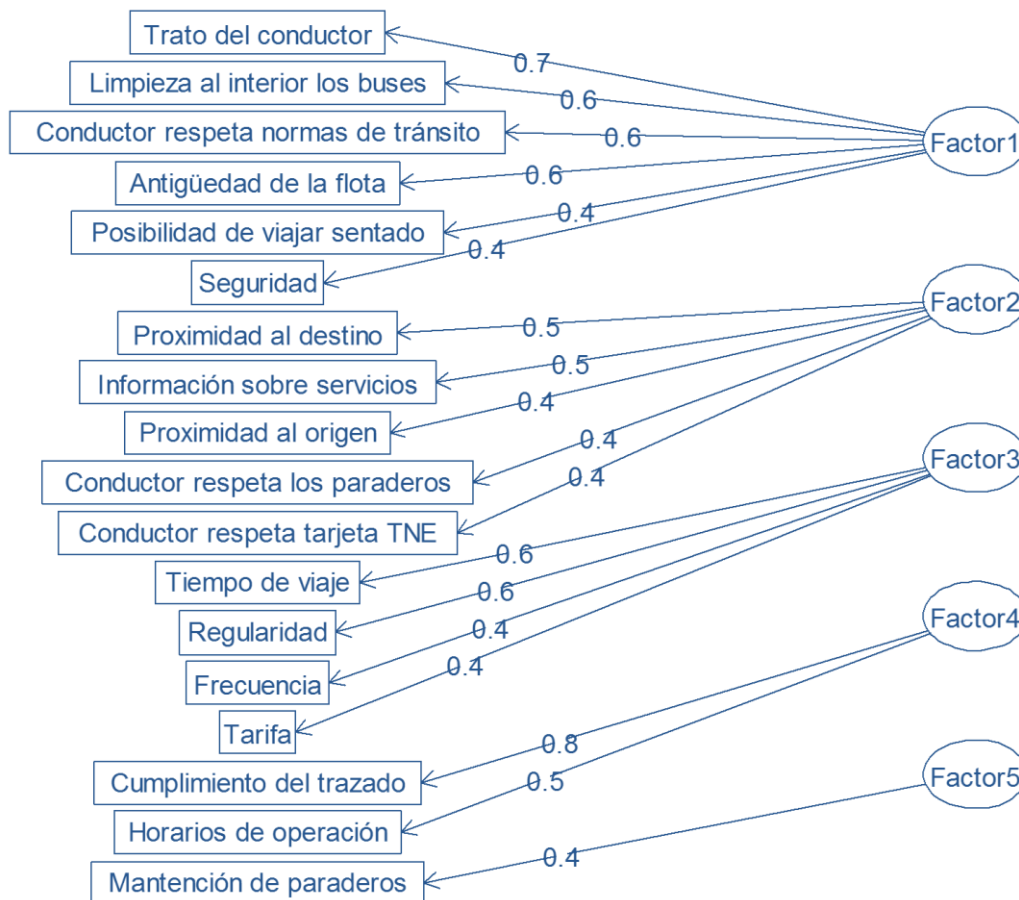 Trato del conductor
0.7
Limpieza al interior los buses
0.6
Factor1
Conductor respeta normas de tránsito
0.6
Antigüedad de la flota
0.6
Posibilidad de viajar sentado
0.4
Seguridad
0.4
Factor2
Proximidad al destino
0.5
Información sobre servicios
0.5
Proximidad al origen
0.4
Conductor respeta los paraderos
0.4
Factor3
Conductor respeta tarjeta TNE
0.4
Tiempo de viaje
0.6
Regularidad
0.6
Factor4
Frecuencia
0.4
Tarifa
0.4
Cumplimiento del trazado
0.8
Factor5
Horarios de operación
0.5
Mantención de paraderos
0.4